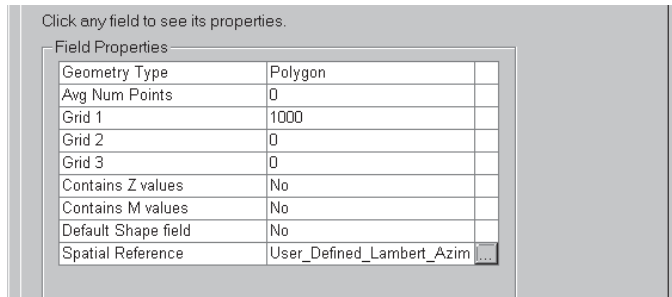 Click any field to see its properties.
Field Properties
Geometry Type Polygon
Avg Num Points 0
Grid 1 1000
Grid 2 0
Grid 3 0
Contains Z values No
Contains M values No
Default Shape field No
Spatial Reference User_Defined_Lambert_Azim ...